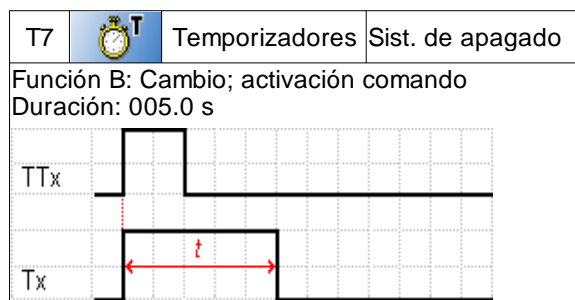 T7 T Temporizadores Sist. de apagado
Función B: Cambio; activación comando
Duración: 005.0 s
TTx
t
Tx